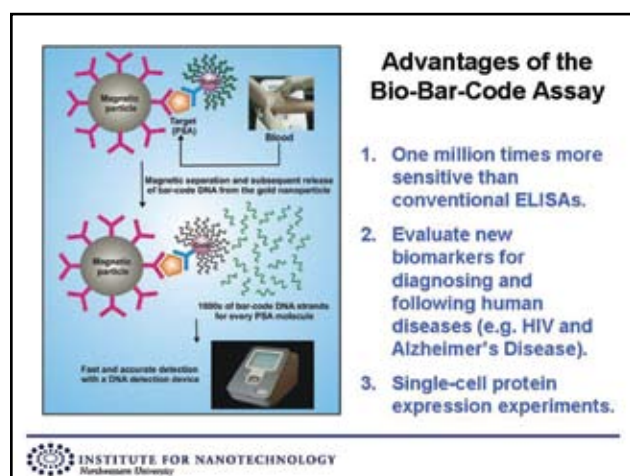 Advantages of the
Bio-Bar-Code Assay
Magnetic
particle
Target
(PSA)
Blood
Magnetic separation and subsequent release
of bar-code DNA from the gold nanoparticle
Magnetic
particle
1000s of bar-code DNA strands
for every PSA molecule
Fast and accurate detection
with a DNA detection device
1. One million times more
sensitive than
conventional ELISAs.
2. Evaluate new
biomarkers for
diagnosing and
following human
diseases (e.g. HIV and
Alzheimer's Disease).
3. Single-cell protein
expression experiments.
INSTITUTE FOR NANOTECHNOLOGY
Northwestern University